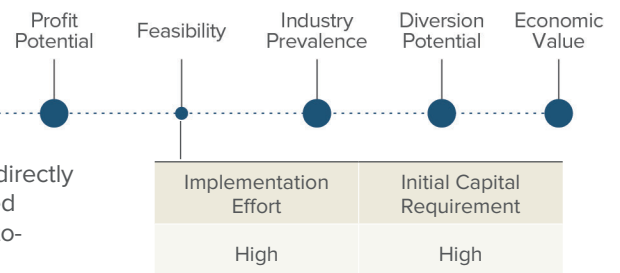 Profit
Potential
Feasibility
Industry
Prevalence
Diversion
Potential
Economic
Value
directly
d
o-
Implementation
Effort
Initial Capital
Requirement
High
High